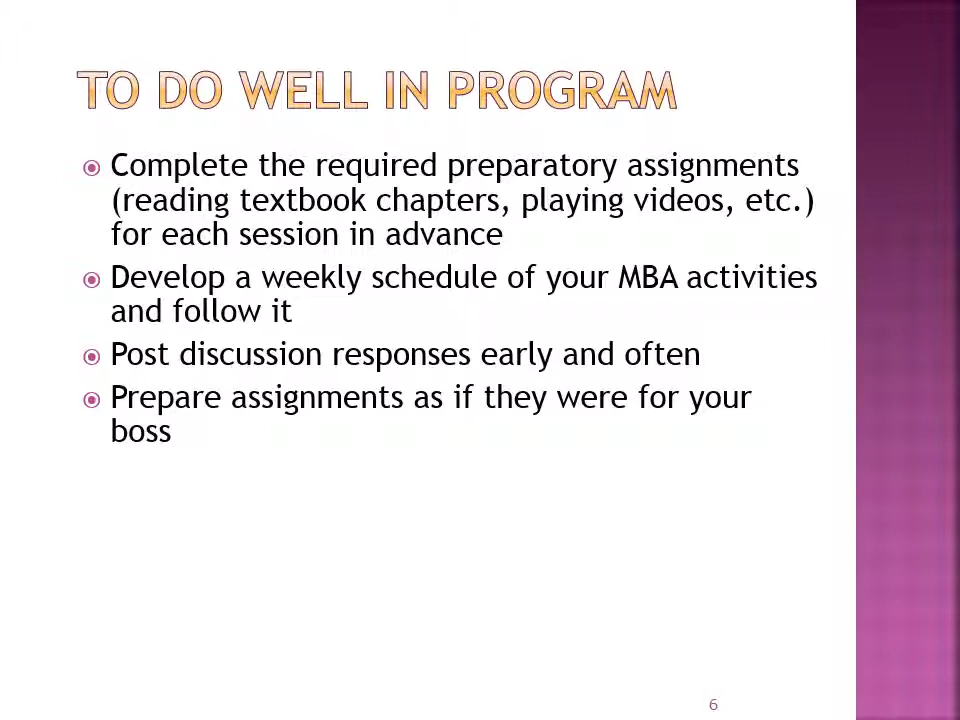 TO DO WELL IN PROGRAM
Complete the required preparatory assignments
(reading textbook chapters, playing videos, etc.)
for each session in advance
Develop a weekly schedule of your MBA activities
and follow it
Post discussion responses early and often
Prepare assignments as if they were for your
boss
6